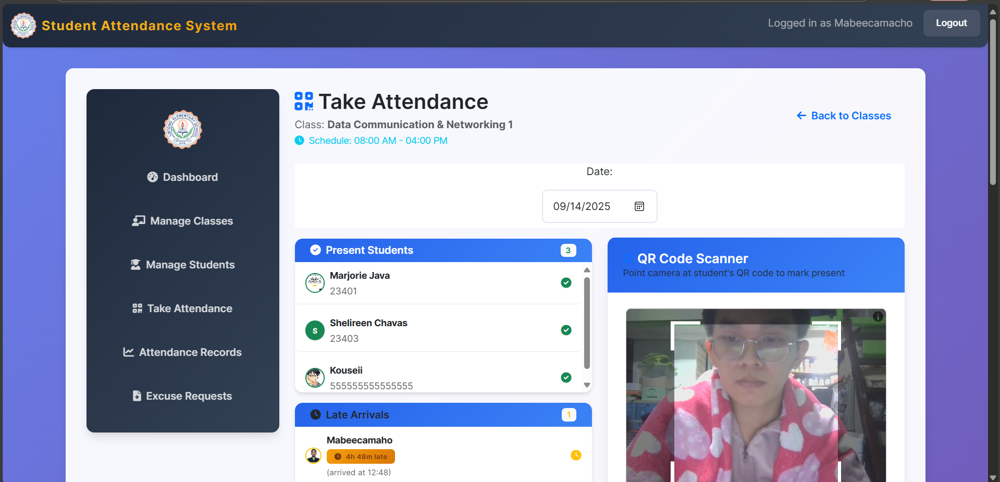 Student Attendance System
Logged in as Mabeecamacho
Logout
LIBTONG ELEMENTARY SCHOOL
Dashboard
Manage Classes
Manage Students
Take Attendance
Attendance Records
Excuse Requests
Take Attendance
Class: Data Communication & Networking 1
Schedule: 08:00 AM - 04:00 PM
Back to Classes
Date:
09/14/2025
Present Students
3
Marjorie Java
23401
S
Shelireen Chavas
23403
Kouseii
555555555555555
Late Arrivals
1
Mabeecamaho
4h 48m late
(arrived at 12:48)
QR Code Scanner
Point camera at student's QR code to mark present